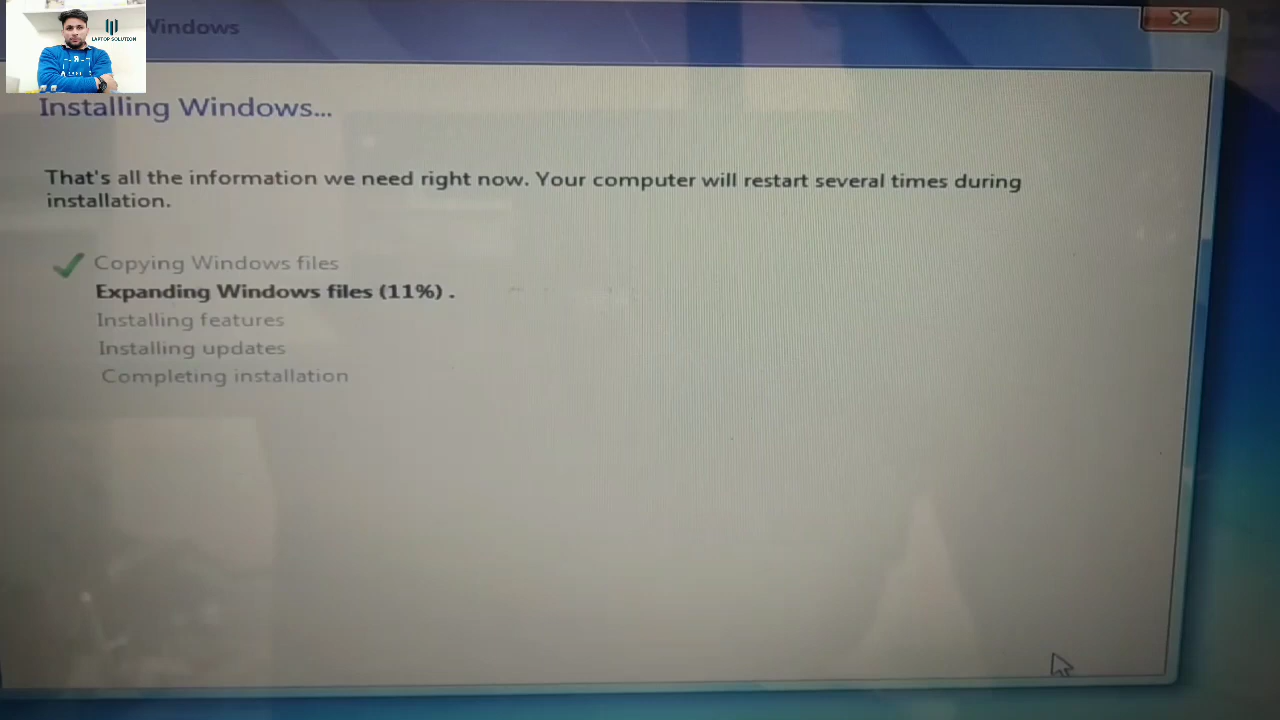 LAPTOP SOLUTION
Windows
Installing Windows...
That's all the information we need right now. Your computer will restart several times during
installation.
Copying Windows files
Expanding Windows files (11%) .
Installing features
Installing updates
Completing installation